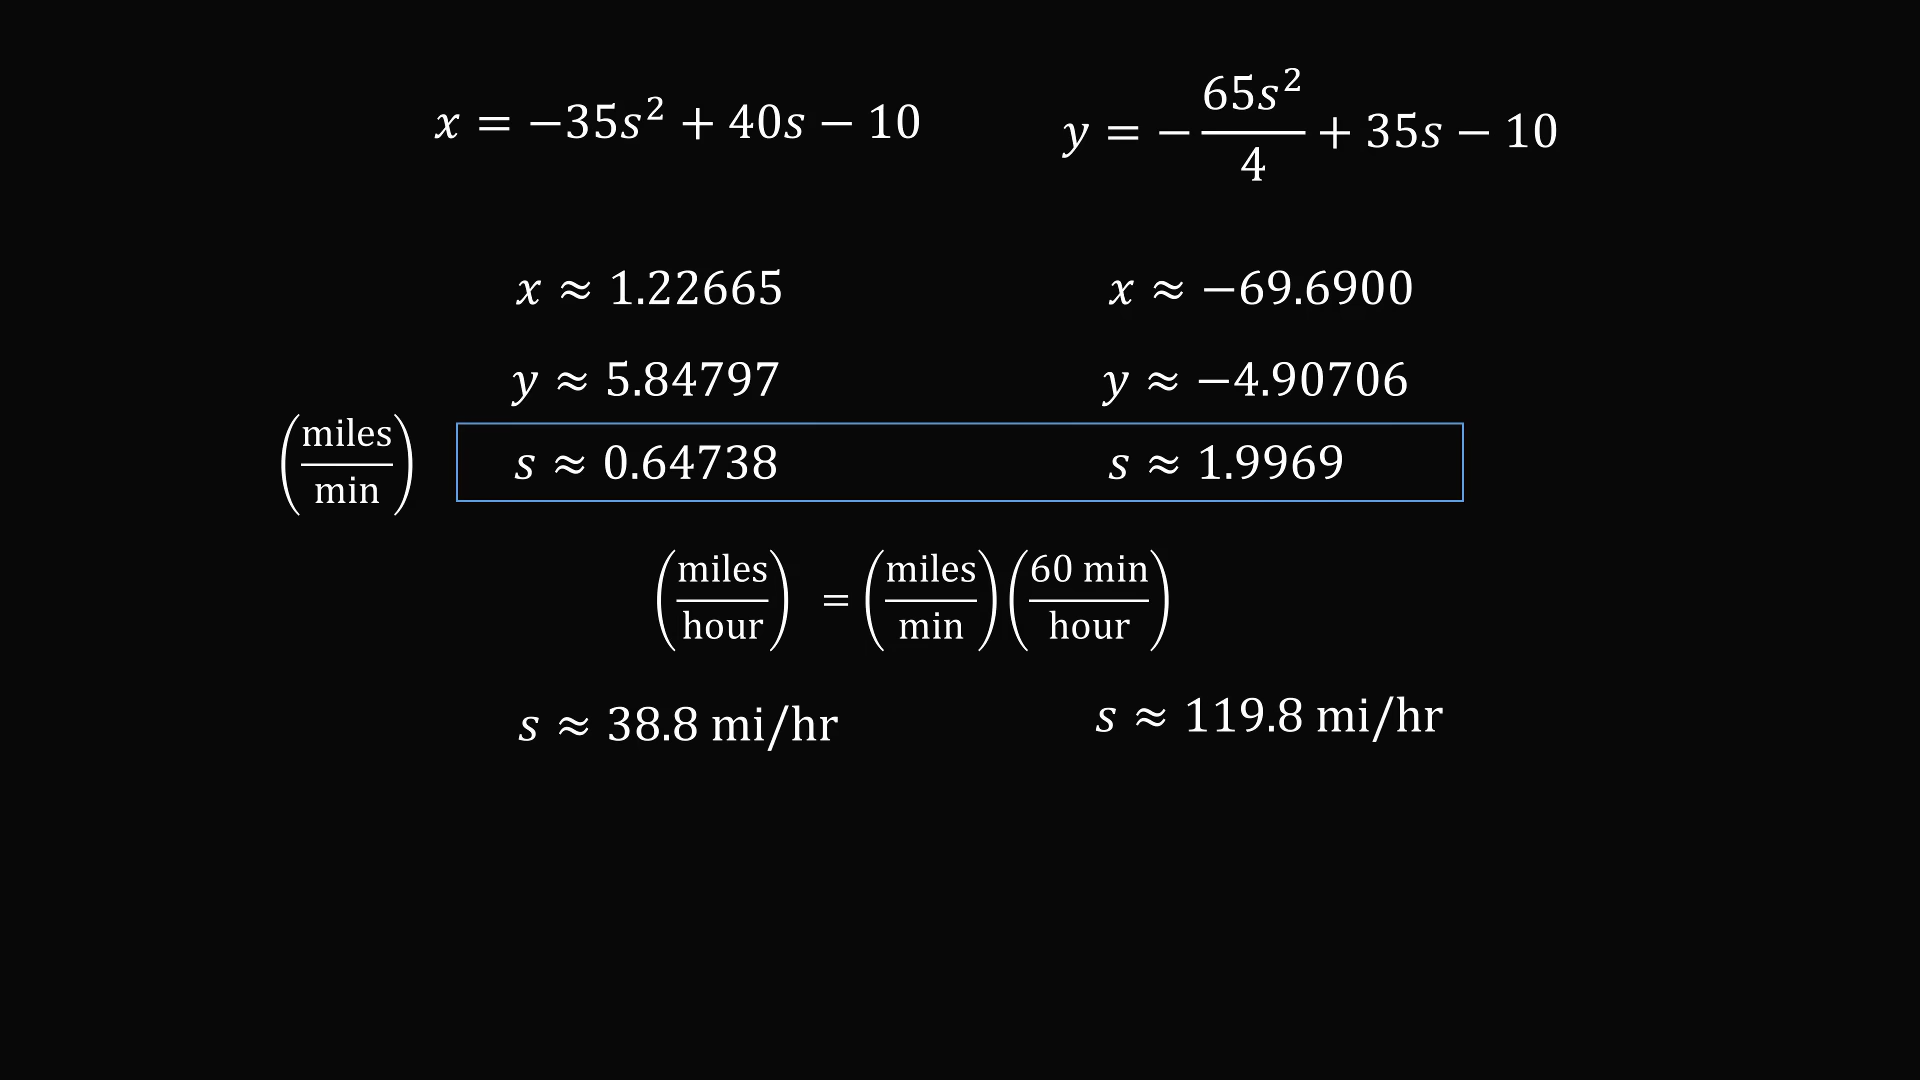 x = −35s² + 40s − 10
y = −65s²/4 + 35s − 10
x ≈ 1.22665
x ≈ −69.6900
y ≈ 5.84797
y ≈ −4.90706
(miles/min)
s ≈ 0.64738
s ≈ 1.9969
(miles/hour) = (miles/min)(60 min/hour)
s ≈ 38.8 mi/hr
s ≈ 119.8 mi/hr